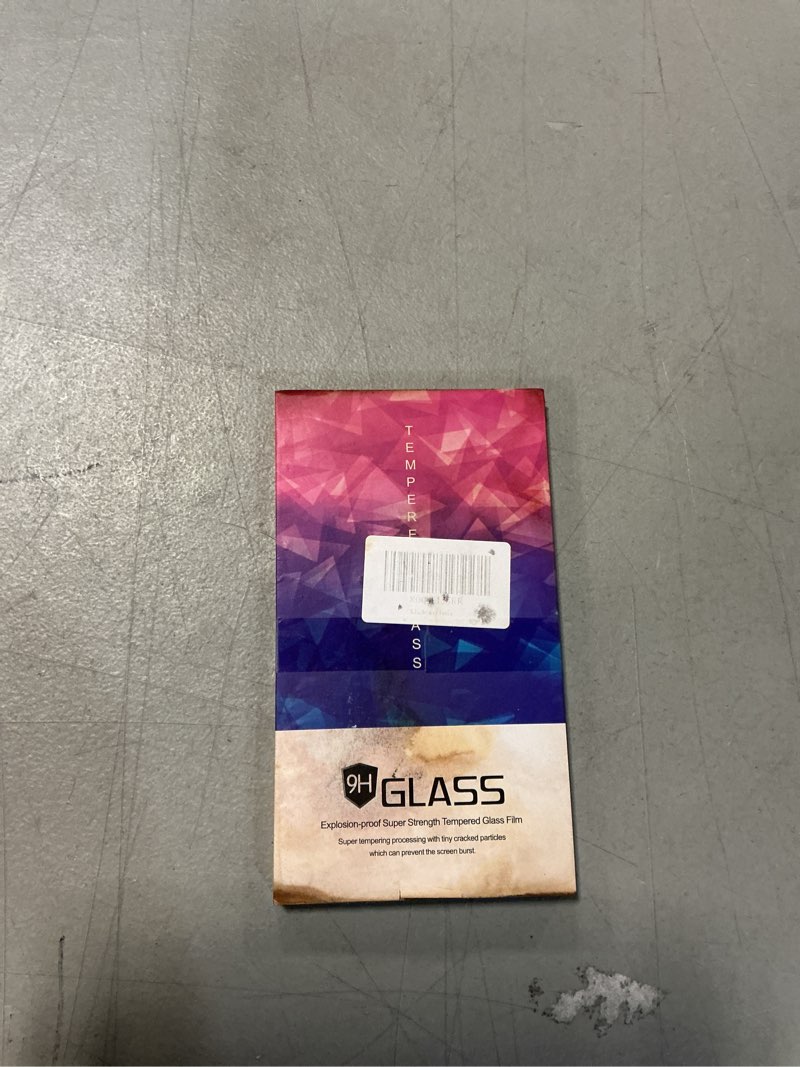 TEMPERE
ASS
9H GLASS
Explosion-proof Super Strength Tempered Glass Film
Super tempering processing with tiny cracked particles
which can prevent the screen burst.